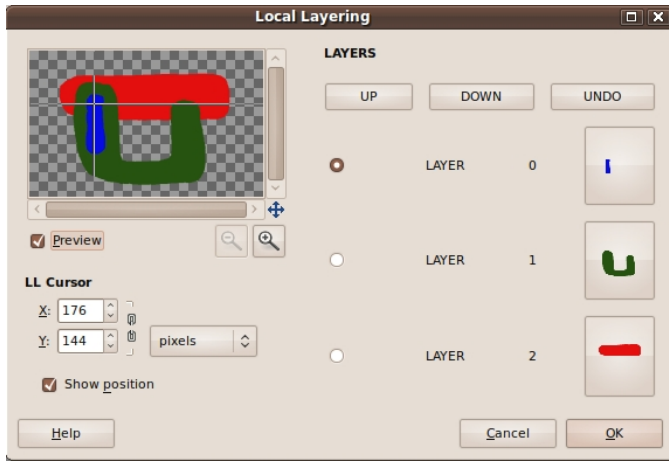 Local Layering
LAYERS
UP DOWN UNDO
LAYER 0
Preview
LAYER 1
LL Cursor
X: 176
Y: 144 pixels
LAYER 2
Show position
Help Cancel OK